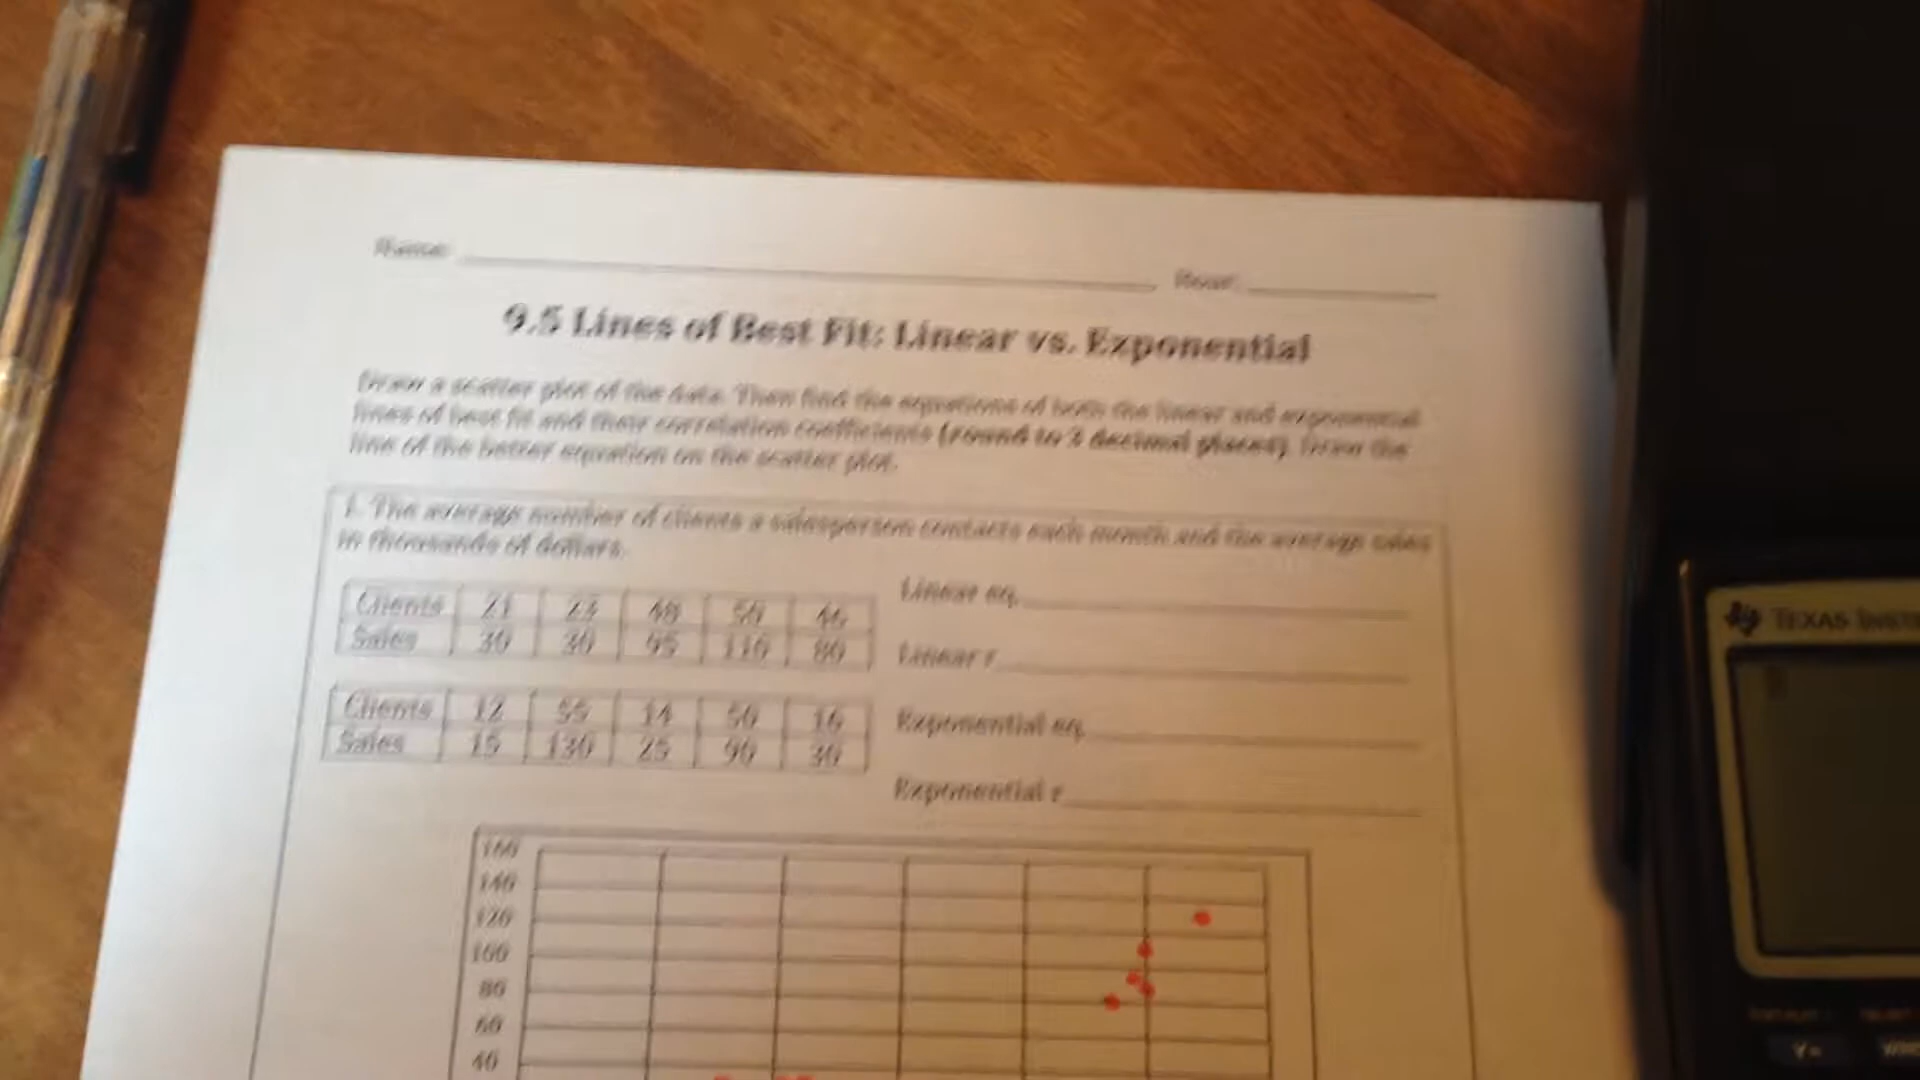 Name:
Hour:
9.5 Lines of Best Fit: Linear vs. Exponential
Draw a scatter plot of the data. Then find the equations of both the linear and exponential
lines of best fit and their correlation coefficients (round to 3 decimal places). Draw the
line of the better equation on the scatter plot.
1. The average number of clients a salesperson contacts each month and the average sales
in thousands of dollars.
Clients 21 23 48 50 46
Sales 30 30 95 110 80
Linear eq.
Linear r
Clients 12 55 14 50 16
Sales 15 130 25 90 30
Exponential eq.
Exponential r
160
140
120
100
80
60
40
TEXAS
Y=